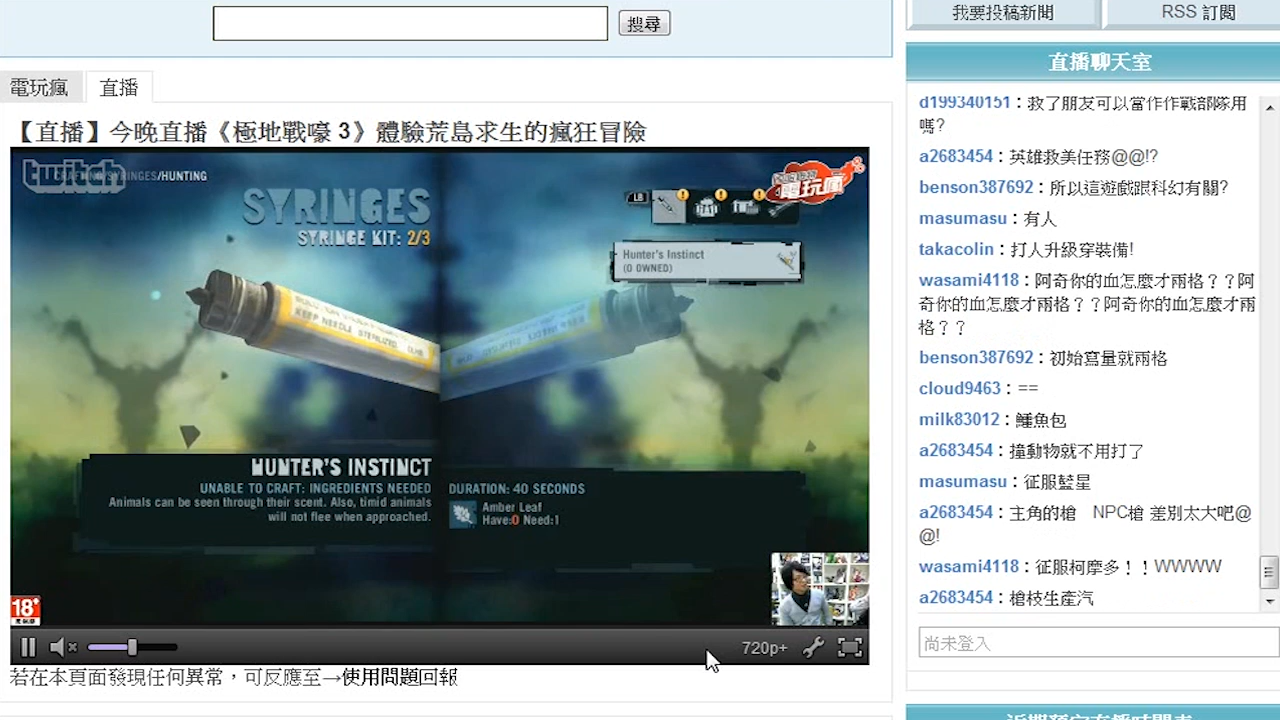 搜尋
我要投稿新聞
RSS 訂閱
電玩瘋
直播
【直播】今晚直播《極地戰嚎 3》體驗荒島求生的瘋狂冒險
twitch
CRAFTING/SYRINGES/HUNTING
SYRINGES
SYRINGE KIT: 2/3
LB
電玩瘋
Hunter's Instinct
(0 OWNED)
KEEP NEEDLE STERILIZED
HUNTER'S INSTINCT
UNABLE TO CRAFT: INGREDIENTS NEEDED
Animals can be seen through their scent. Also, timid animals
will not flee when approached.
DURATION: 40 SECONDS
Amber Leaf
Have:0 Need:1
18+
720p+
若在本頁面發現任何異常，可反應至→使用問題回報
直播聊天室
d199340151：救了朋友可以當作作戰部隊用
嗎?
a2683454：英雄救美任務@@!?
benson387692：所以這遊戲跟科幻有關?
masumasu：有人
takacolin：打人升級穿裝備!
wasami4118：阿奇你的血怎麼才兩格？？阿
奇你的血怎麼才兩格？？阿奇你的血怎麼才兩
格？？
benson387692：初始寫量就兩格
cloud9463：==
milk83012：鱷魚包
a2683454：撞動物就不用打了
masumasu：征服藍星
a2683454：主角的槍　NPC槍 差別太大吧@
@!
wasami4118：征服柯摩多！！WWWW
a2683454：槍枝生產汽
尚未登入